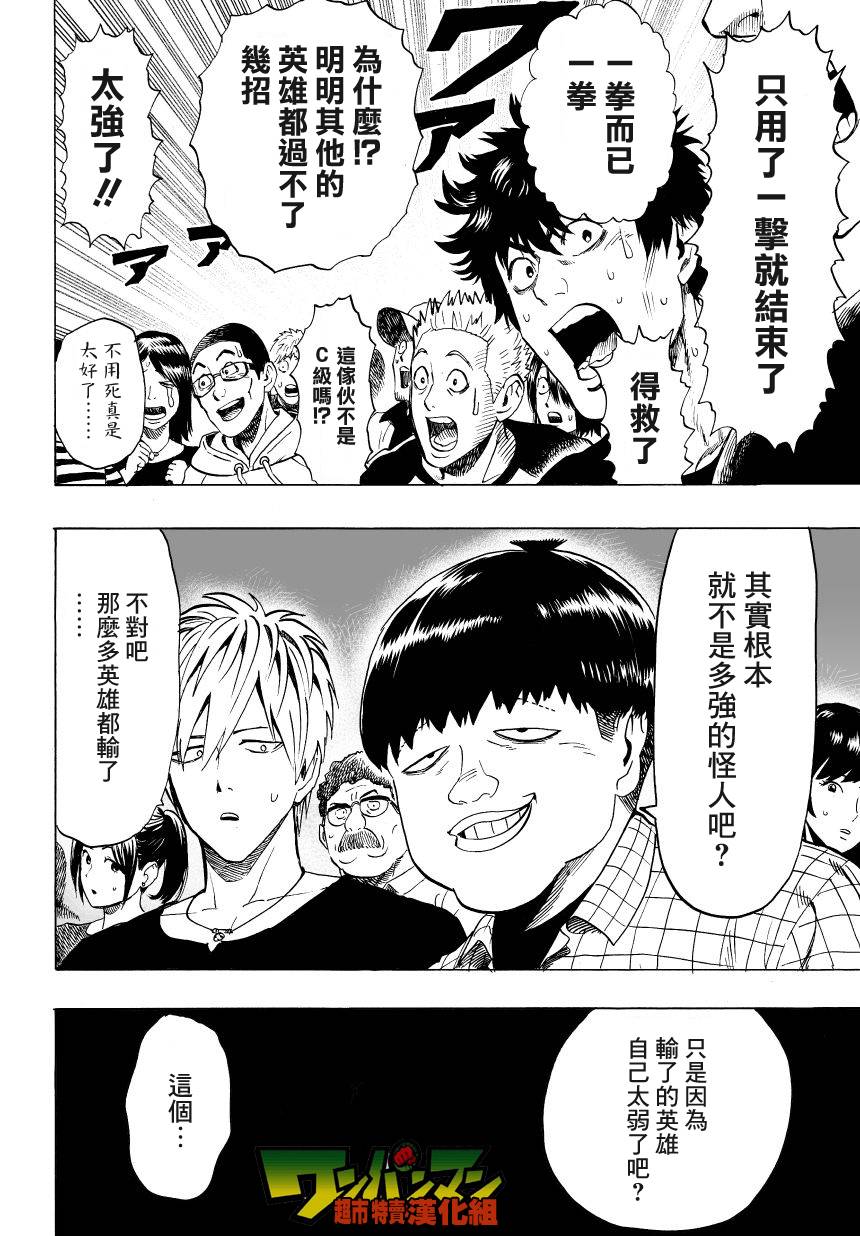 只用了一擊就結束了
一拳而已
一拳
得救了
ワァ
為什麼!?
明明其他的
英雄都過不了
幾招
這傢伙不是
C級嗎!?
太強了!!
ァァ
不用死真是
太好了……
其實根本
就不是多強的怪人吧？
不對吧
那麼多英雄都輸了
……
只是因為
輸了的英雄
自己太弱了吧？
這個…
ワンパンマン
超市特賣漢化組